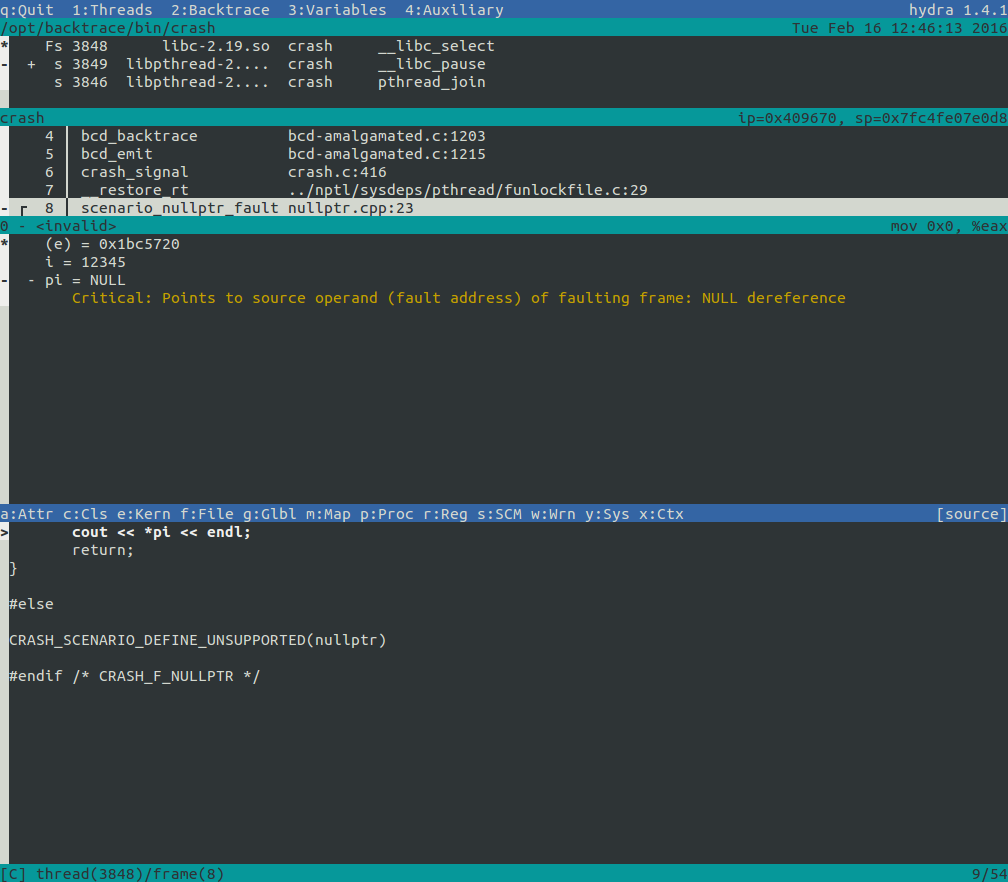 q:Quit  1:Threads  2:Backtrace  3:Variables  4:Auxiliary hydra 1.4.1
/opt/backtrace/bin/crash Tue Feb 16 12:46:13 2016
* Fs 3848 libc-2.19.so crash __libc_select
- + s 3849 libpthread-2.... crash __libc_pause
s 3846 libpthread-2.... crash pthread_join
crash ip=0x409670, sp=0x7fc4fe07e0d8
4 bcd_backtrace bcd-amalgamated.c:1203
5 bcd_emit bcd-amalgamated.c:1215
6 crash_signal crash.c:416
7 __restore_rt ../nptl/sysdeps/pthread/funlockfile.c:29
- 8 scenario_nullptr_fault nullptr.cpp:23
0 - <invalid> mov 0x0, %eax
* (e) = 0x1bc5720
i = 12345
- - pi = NULL
Critical: Points to source operand (fault address) of faulting frame: NULL dereference
a:Attr c:Cls e:Kern f:File g:Glbl m:Map p:Proc r:Reg s:SCM w:Wrn y:Sys x:Ctx [source]
> cout << *pi << endl;
return;
}
#else
CRASH_SCENARIO_DEFINE_UNSUPPORTED(nullptr)
#endif /* CRASH_F_NULLPTR */
[C] thread(3848)/frame(8) 9/54